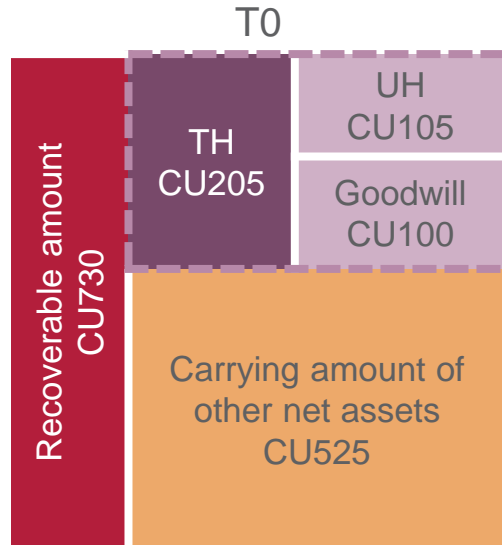 T0
Recoverable amount
CU730
TH
CU205
UH
CU105
Goodwill
CU100
Carrying amount of
other net assets
CU525